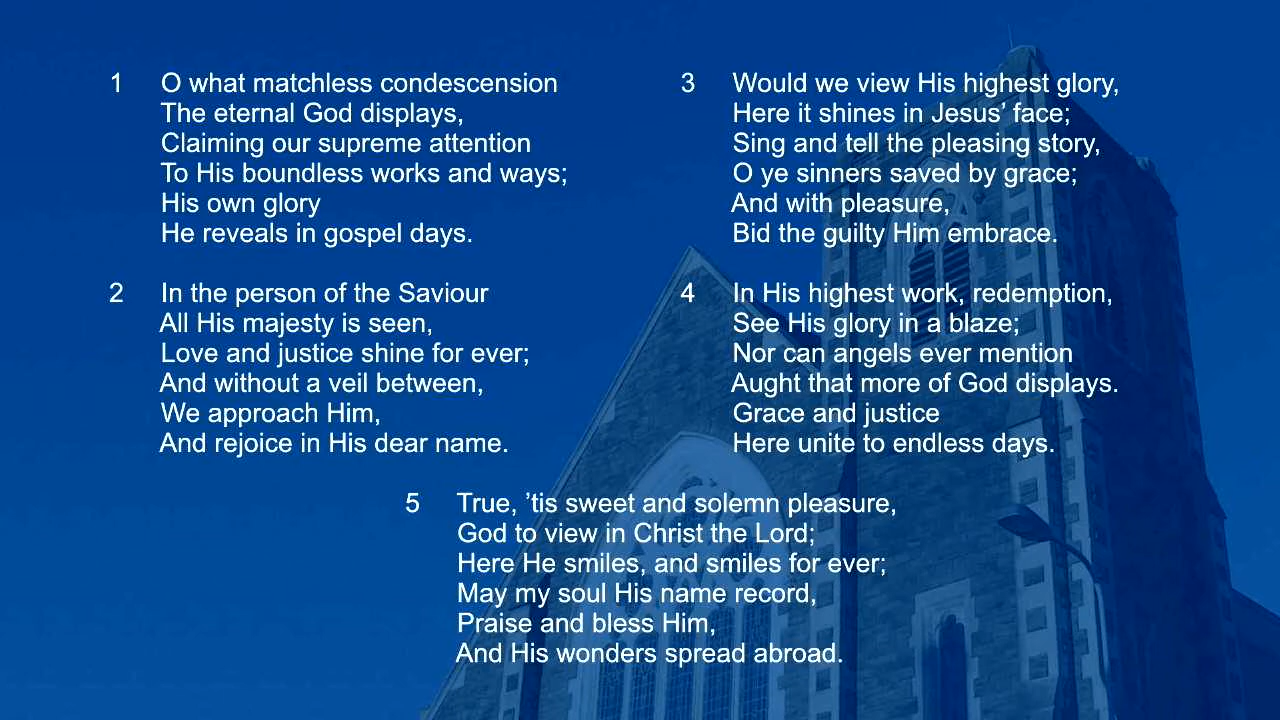 1 O what matchless condescension
The eternal God displays,
Claiming our supreme attention
To His boundless works and ways;
His own glory
He reveals in gospel days.
2 In the person of the Saviour
All His majesty is seen,
Love and justice shine for ever;
And without a veil between,
We approach Him,
And rejoice in His dear name.
3 Would we view His highest glory,
Here it shines in Jesus’ face;
Sing and tell the pleasing story,
O ye sinners saved by grace;
And with pleasure,
Bid the guilty Him embrace.
4 In His highest work, redemption,
See His glory in a blaze;
Nor can angels ever mention
Aught that more of God displays.
Grace and justice
Here unite to endless days.
5 True, ’tis sweet and solemn pleasure,
God to view in Christ the Lord;
Here He smiles, and smiles for ever;
May my soul His name record,
Praise and bless Him,
And His wonders spread abroad.